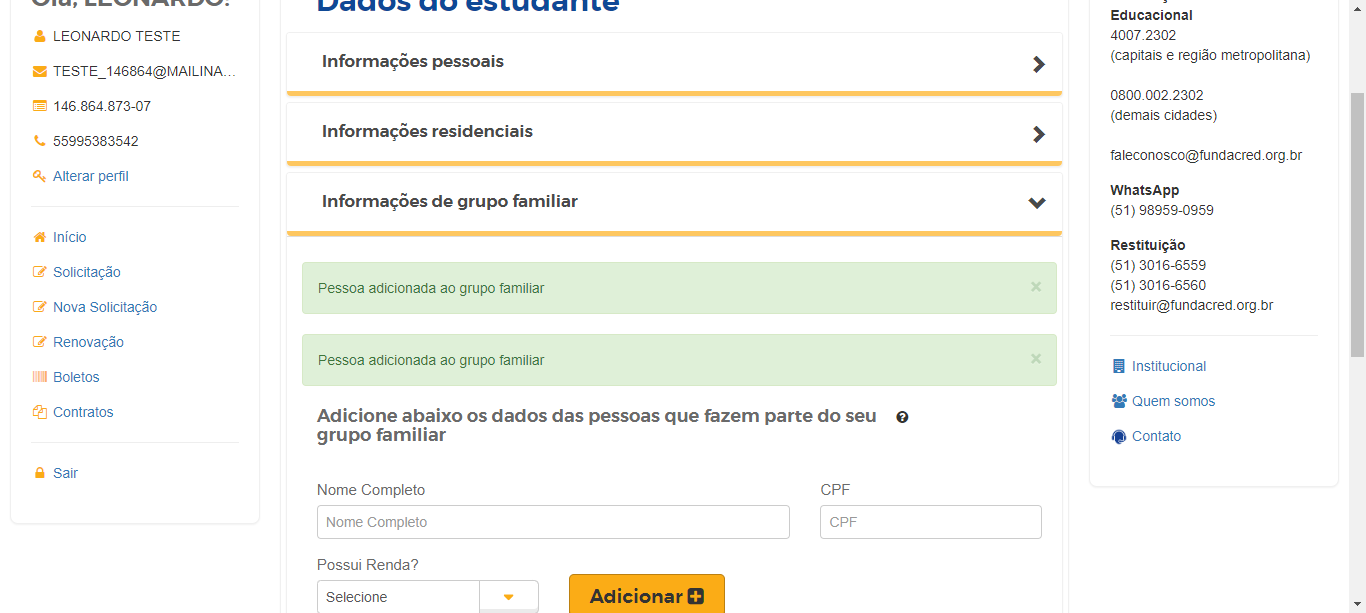 Olá, LEONARDO!
LEONARDO TESTE
TESTE_146864@MAILINA...
146.864.873-07
55995383542
Alterar perfil
Início
Solicitação
Nova Solicitação
Renovação
Boletos
Contratos
Sair
Dados do estudante
Informações pessoais
Informações residenciais
Informações de grupo familiar
Pessoa adicionada ao grupo familiar ×
Pessoa adicionada ao grupo familiar ×
Adicione abaixo os dados das pessoas que fazem parte do seu
grupo familiar
Nome Completo
Nome Completo
CPF
CPF
Possui Renda?
Selecione
Adicionar
Educacional
4007.2302
(capitais e região metropolitana)
0800.002.2302
(demais cidades)
faleconosco@fundacred.org.br
WhatsApp
(51) 98959-0959
Restituição
(51) 3016-6559
(51) 3016-6560
restituir@fundacred.org.br
Institucional
Quem somos
Contato